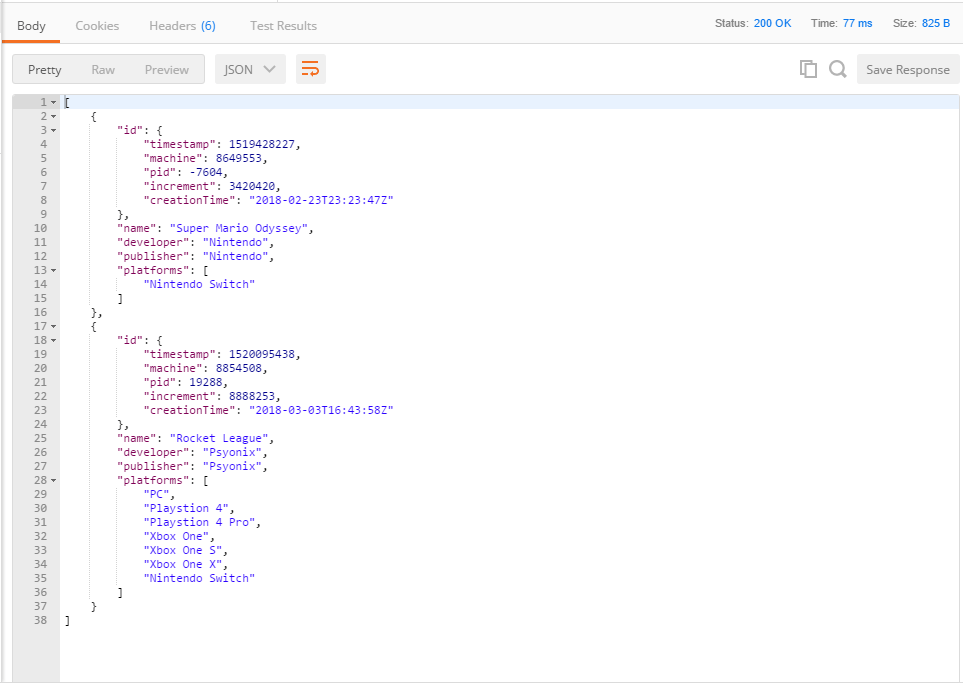 Body Cookies Headers (6) Test Results Status: 200 OK Time: 77 ms Size: 825 B
Pretty Raw Preview JSON Save Response
1 [
2 {
3 "id": {
4 "timestamp": 1519428227,
5 "machine": 8649553,
6 "pid": -7604,
7 "increment": 3420420,
8 "creationTime": "2018-02-23T23:23:47Z"
9 },
10 "name": "Super Mario Odyssey",
11 "developer": "Nintendo",
12 "publisher": "Nintendo",
13 "platforms": [
14 "Nintendo Switch"
15 ]
16 },
17 {
18 "id": {
19 "timestamp": 1520095438,
20 "machine": 8854508,
21 "pid": 19288,
22 "increment": 8888253,
23 "creationTime": "2018-03-03T16:43:58Z"
24 },
25 "name": "Rocket League",
26 "developer": "Psyonix",
27 "publisher": "Psyonix",
28 "platforms": [
29 "PC",
30 "Playstion 4",
31 "Playstion 4 Pro",
32 "Xbox One",
33 "Xbox One S",
34 "Xbox One X",
35 "Nintendo Switch"
36 ]
37 }
38 ]